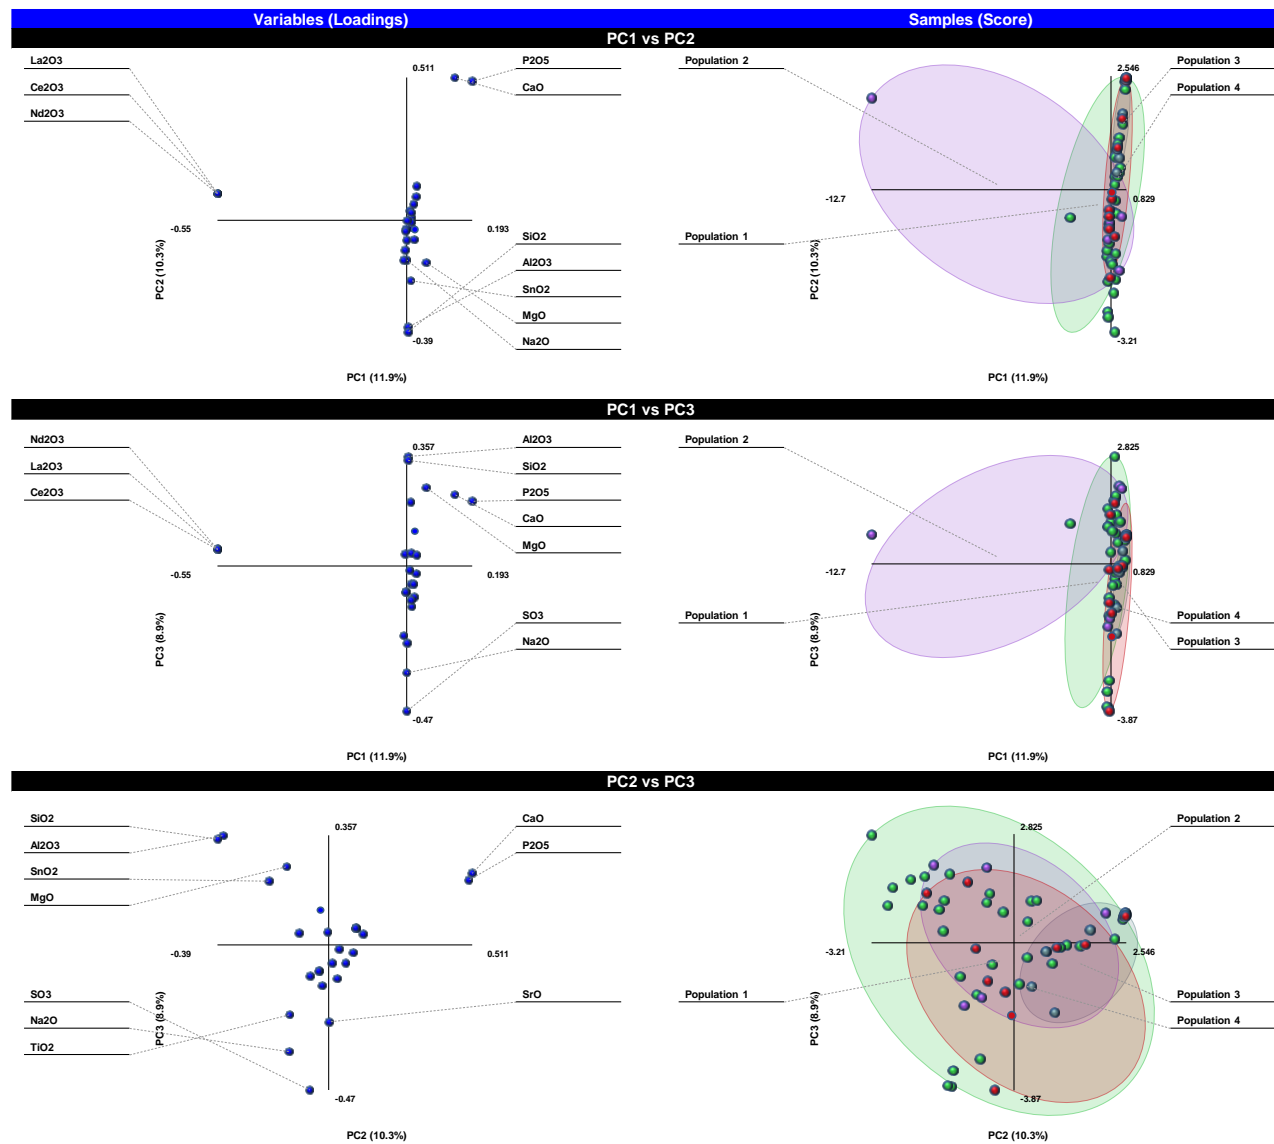 Variables (Loadings) Samples (Score)
PC1 vs PC2
La2O3
Ce2O3
Nd2O3
0.511
P2O5
CaO
-0.55
0.193
SiO2
Al2O3
SnO2
MgO
Na2O
-0.39
PC2 (10.3%)
PC1 (11.9%)
Population 2
2.546
Population 3
Population 4
-12.7
0.829
Population 1
PC2 (10.3%)
-3.21
PC1 (11.9%)
PC1 vs PC3
Nd2O3
La2O3
Ce2O3
0.357
Al2O3
SiO2
P2O5
CaO
MgO
-0.55
0.193
SO3
Na2O
PC3 (8.9%)
-0.47
PC1 (11.9%)
Population 2
2.825
-12.7
0.829
Population 1
Population 4
Population 3
PC3 (8.9%)
-3.87
PC1 (11.9%)
PC2 vs PC3
SiO2
Al2O3
SnO2
MgO
0.357
CaO
P2O5
-0.39
0.511
SO3
Na2O
TiO2
SrO
PC3 (8.9%)
-0.47
PC2 (10.3%)
2.825
Population 2
-3.21
2.546
Population 1
Population 3
Population 4
PC3 (8.9%)
-3.87
PC2 (10.3%)